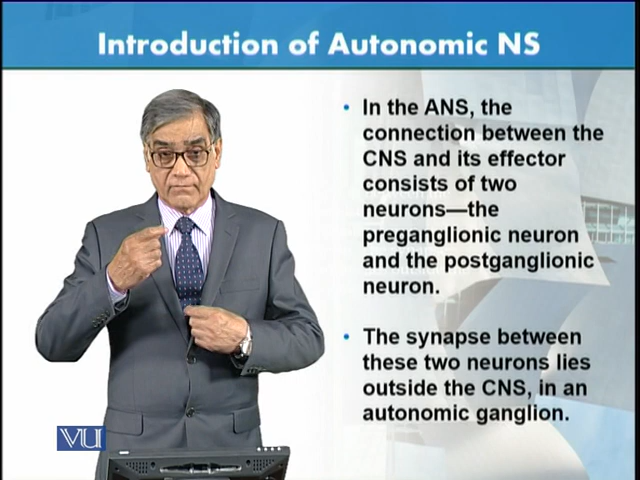 Introduction of Autonomic NS
• In the ANS, the
connection between the
CNS and its effector
consists of two
neurons—the
preganglionic neuron
and the postganglionic
neuron.
• The synapse between
these two neurons lies
outside the CNS, in an
autonomic ganglion.
VU